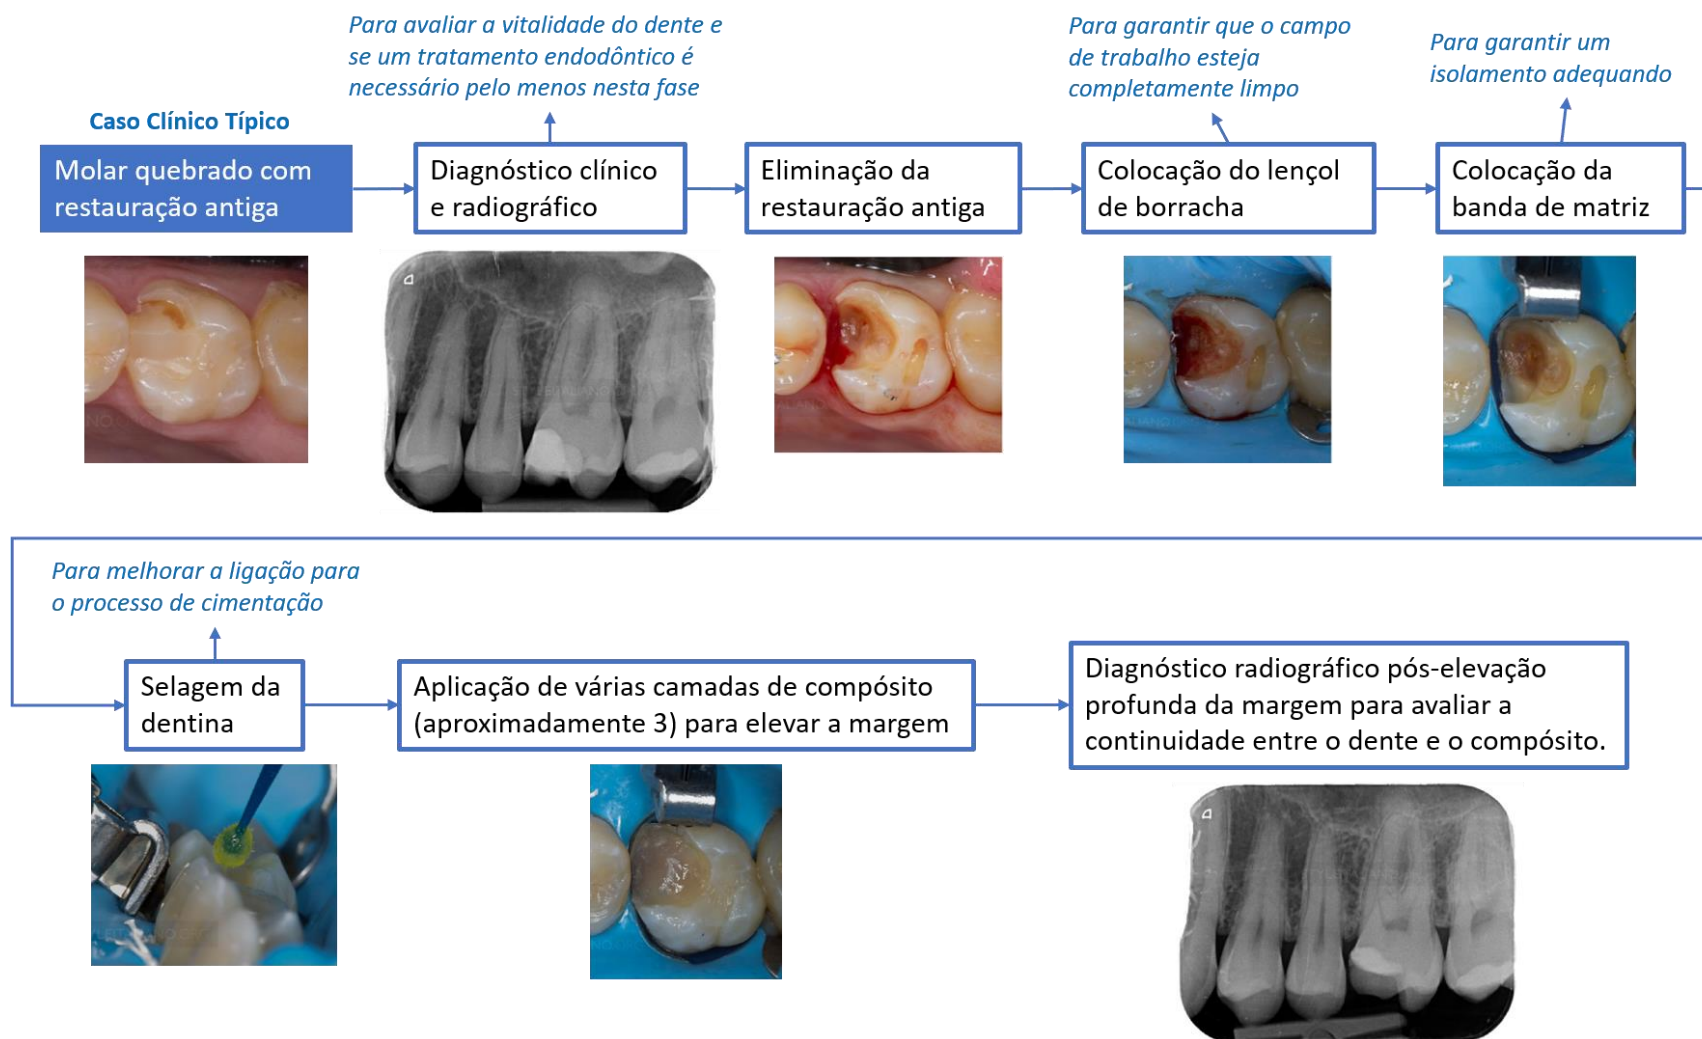 Para avaliar a vitalidade do dente e
se um tratamento endodôntico é
necessário pelo menos nesta fase
Para garantir que o campo
de trabalho esteja
completamente limpo
Para garantir um
isolamento adequando
Caso Clínico Típico
Molar quebrado com
restauração antiga
Diagnóstico clínico
e radiográfico
Eliminação da
restauração antiga
Colocação do lençol
de borracha
Colocação da
banda de matriz
Para melhorar a ligação para
o processo de cimentação
Selagem da
dentina
Aplicação de várias camadas de compósito
(aproximadamente 3) para elevar a margem
Diagnóstico radiográfico pós-elevação
profunda da margem para avaliar a
continuidade entre o dente e o compósito.